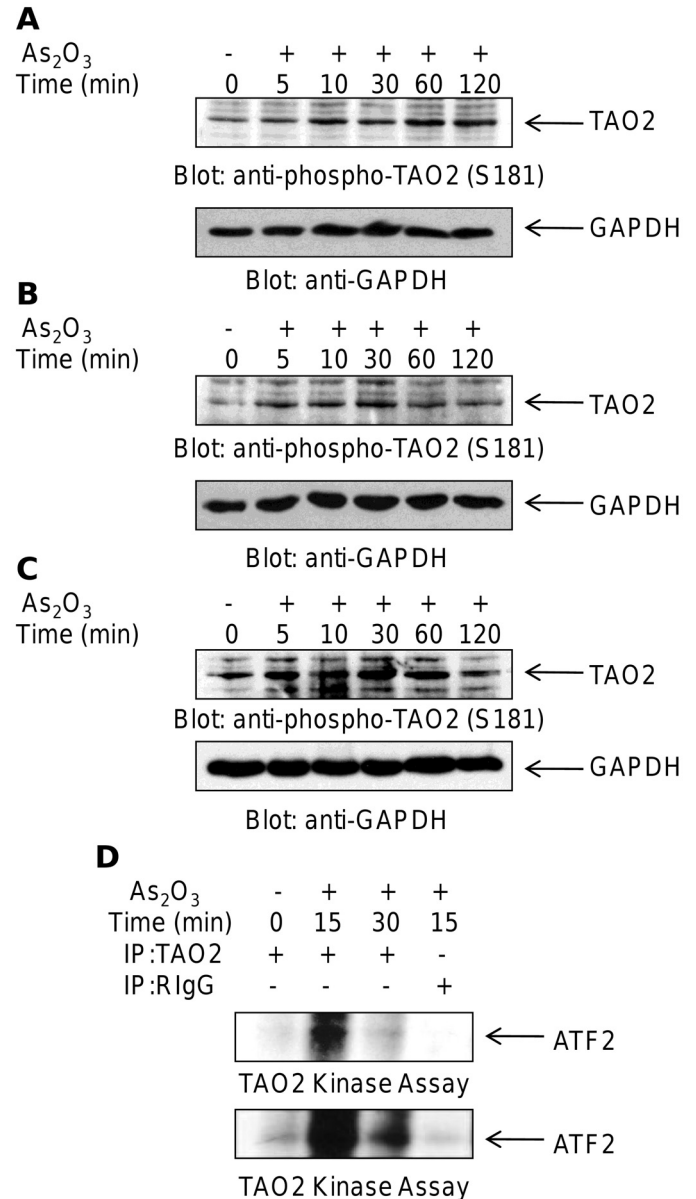 A
As₂O₃ - + + + + +
Time (min) 0 5 10 30 60 120
TAO2
Blot: anti-phospho-TAO2 (S181)
GAPDH
Blot: anti-GAPDH
B
As₂O₃ - + + + + +
Time (min) 0 5 10 30 60 120
TAO2
Blot: anti-phospho-TAO2 (S181)
GAPDH
Blot: anti-GAPDH
C
As₂O₃ - + + + + +
Time (min) 0 5 10 30 60 120
TAO2
Blot: anti-phospho-TAO2 (S181)
GAPDH
Blot: anti-GAPDH
D
As₂O₃ - + + +
Time (min) 0 15 30 15
IP:TAO2 + + + -
IP:RIgG - - - +
ATF2
TAO2 Kinase Assay
ATF2
TAO2 Kinase Assay